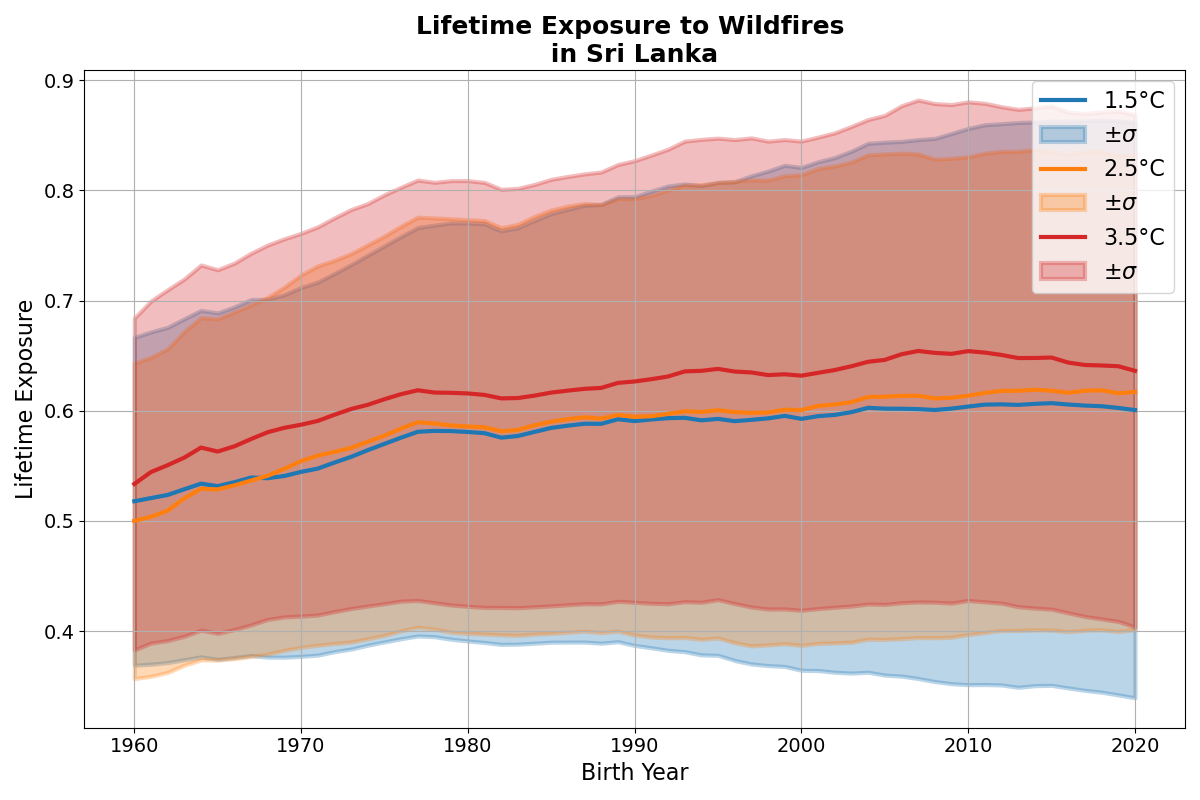 Lifetime Exposure to Wildfires
in Sri Lanka
Lifetime Exposure
0.9
0.8
0.7
0.6
0.5
0.4
1.5°C
±σ
2.5°C
±σ
3.5°C
±σ
1960 1970 1980 1990 2000 2010 2020
Birth Year